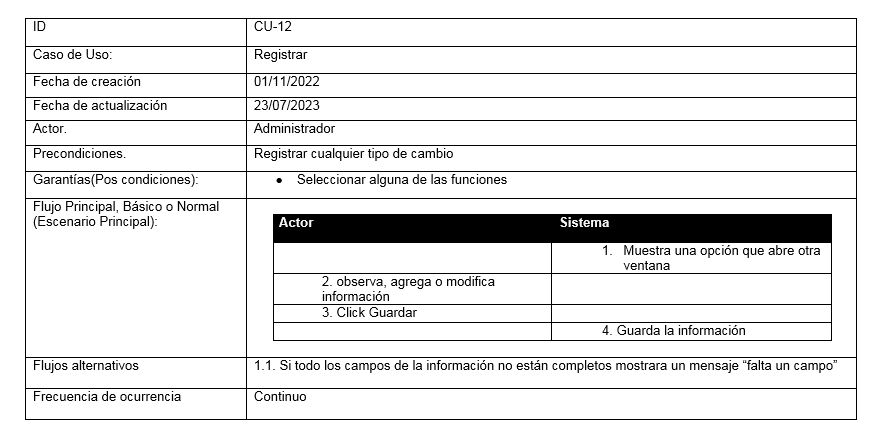 ID
CU-12
Caso de Uso:
Registrar
Fecha de creación
01/11/2022
Fecha de actualización
23/07/2023
Actor.
Administrador
Precondiciones.
Registrar cualquier tipo de cambio
Garantías(Pos condiciones):
• Seleccionar alguna de las funciones
Flujo Principal, Básico o Normal
(Escenario Principal):
Actor
Sistema
1. Muestra una opción que abre otra
ventana
2. observa, agrega o modifica
información
3. Click Guardar
4. Guarda la información
Flujos alternativos
1.1. Si todo los campos de la información no están completos mostrara un mensaje “falta un campo”
Frecuencia de ocurrencia
Continuo